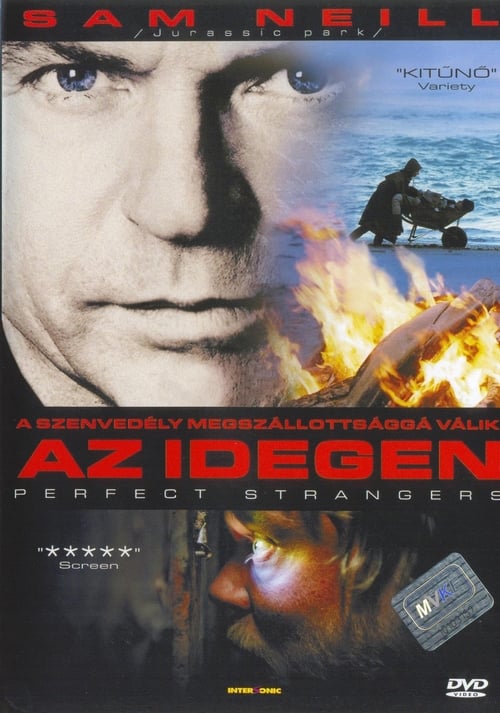 SAM NEILL
/Jurassic park/
"KITŰNŐ"
Variety
A SZENVEDÉLY MEGSZÁLLOTTSÁGGÁ VÁLIK
AZ IDEGEN
PERFECT STRANGERS
"*****"
Screen
INTERSONIC
DVD
VIDEO